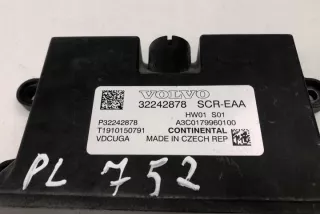 VOLVO
32242878 SCR-EAA
HW01 S01
P32242878 A3C0179960100
T1910150791 CONTINENTAL
VDCUGA MADE IN CZECH REP
PL 752